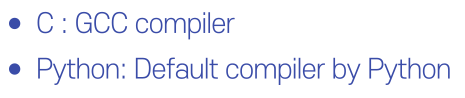 • C : GCC compiler
• Python: Default compiler by Python